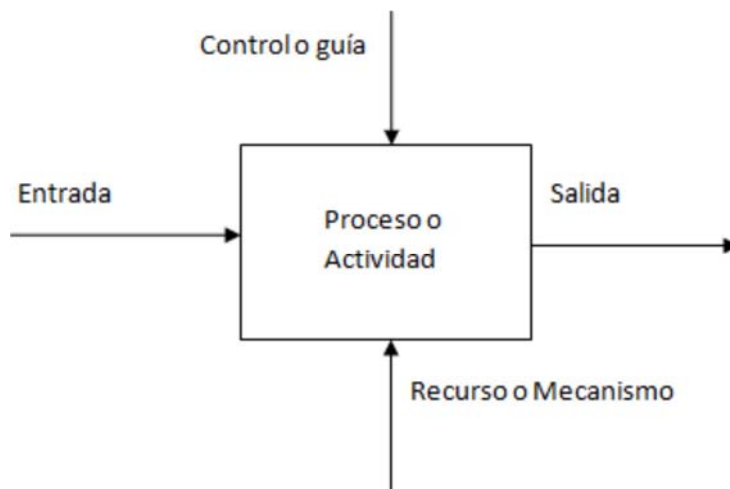 Control o guía
Entrada
Proceso o
Actividad
Salida
Recurso o Mecanismo